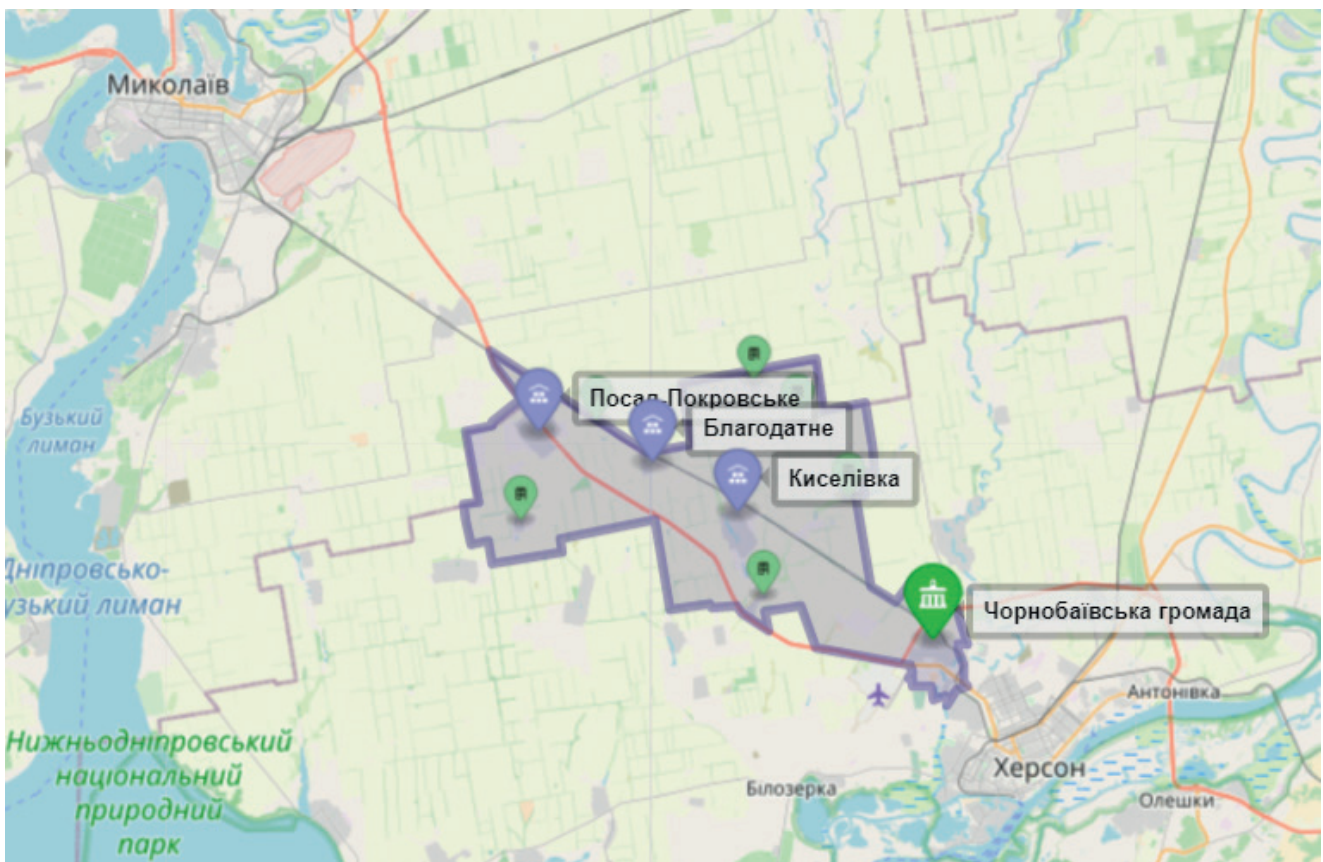 Миколаїв
Посад-Покровське
Благодатне
Бузький
лиман
Киселівка
Дніпровсько-
узький лиман
Чорнобаївська громада
Антонівка
Нижньодніпровський
національний
природний
парк
Херсон
Білозерка
Олешки